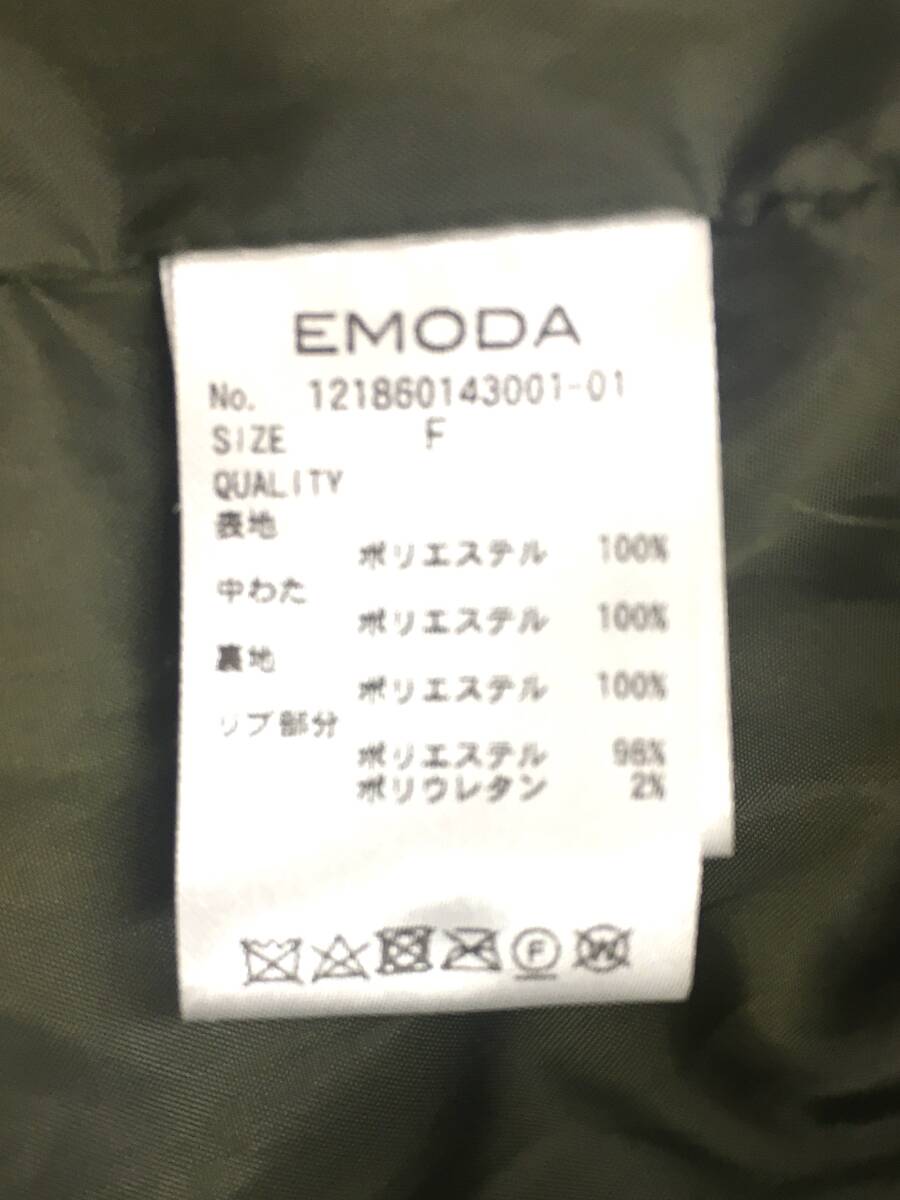 EMODA
No. 121860143001-01
SIZE F
QUALITY
表地
ポリエステル 100%
中わた
ポリエステル 100%
裏地
ポリエステル 100%
リブ部分
ポリエステル 98%
ポリウレタン 2%
F
W